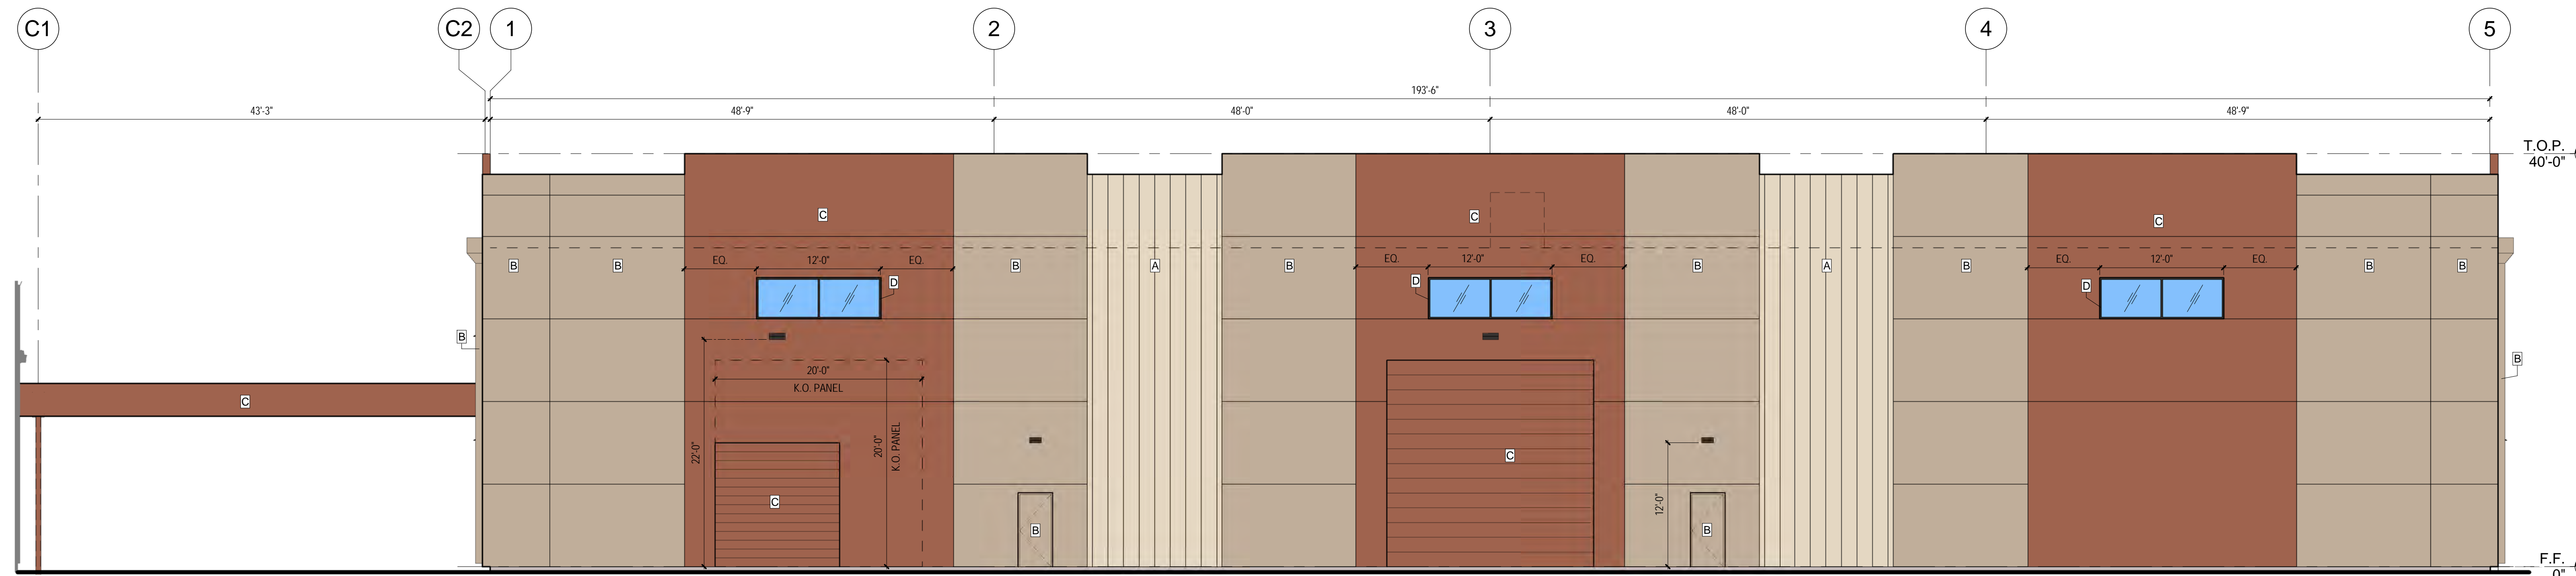 C1 C2 1 2 3 4 5
193'-6"
43'-3" 48'-9" 48'-0" 48'-0" 48'-9"
T.O.P.
40'-0"
C C C
EQ. 12'-0" EQ. EQ. 12'-0" EQ. EQ. 12'-0" EQ.
B B B A B B A B B B
D D D
B B
20'-0"
K.O. PANEL
C
22'-0"
20'-0"
K.O. PANEL
C
12'-0"
C
B B
F.F.
0"